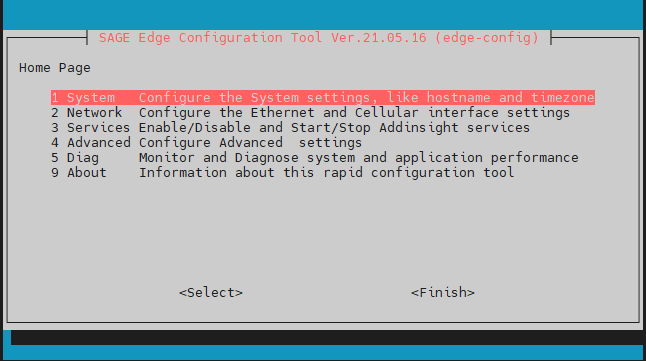 SAGE Edge Configuration Tool Ver.21.05.16 (edge-config)
Home Page
1 System Configure the System settings, like hostname and timezone
2 Network Configure the Ethernet and Cellular interface settings
3 Services Enable/Disable and Start/Stop Addinsight services
4 Advanced Configure Advanced settings
5 Diag Monitor and Diagnose system and application performance
9 About Information about this rapid configuration tool
<Select> <Finish>